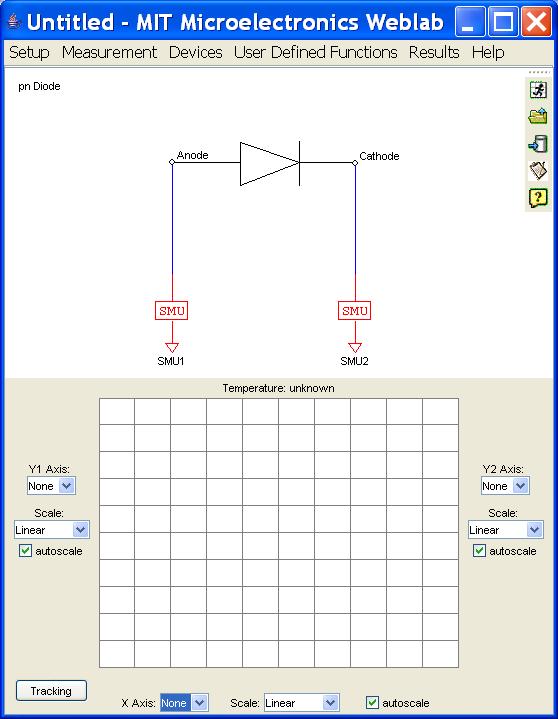 Untitled - MIT Microelectronics Weblab
Setup Measurement Devices User Defined Functions Results Help
pn Diode
Anode
Cathode
SMU
SMU
SMU1
SMU2
Temperature: unknown
Y1 Axis:
None
Scale:
Linear
autoscale
Y2 Axis:
None
Scale:
Linear
autoscale
Tracking
X Axis: None Scale: Linear autoscale